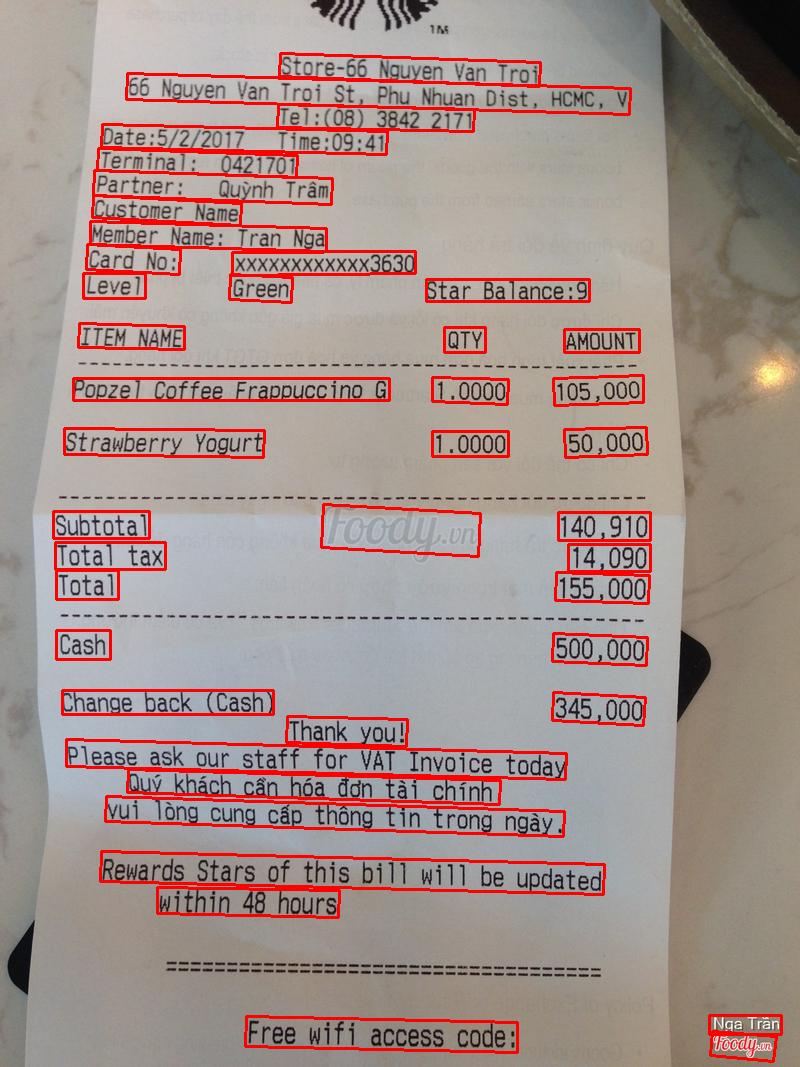 TM
Store-66 Nguyen Van Troi
66 Nguyen Van Troi St, Phu Nhuan Dist, HCMC, V
Tel:(08) 3842 2171
Date:5/2/2017 Time:09:41
Terminal: 0421701
Partner: Quỳnh Trâm
Customer Name
Member Name: Tran Nga
Card No: xxxxxxxxxxxx3630
Level Green Star Balance:9
ITEM NAME QTY AMOUNT
Popzel Coffee Frappuccino G 1.0000 105,000
Strawberry Yogurt 1.0000 50,000
Subtotal 140,910
Foody.vn
Total tax 14,090
Total 155,000
Cash 500,000
Change back (Cash) 345,000
Thank you!
Please ask our staff for VAT Invoice today
Quý khách cần hóa đơn tài chính
vui lòng cung cấp thông tin trong ngày.
Rewards Stars of this bill will be updated
within 48 hours
Free wifi access code:
Nga Trần
Foody.vn